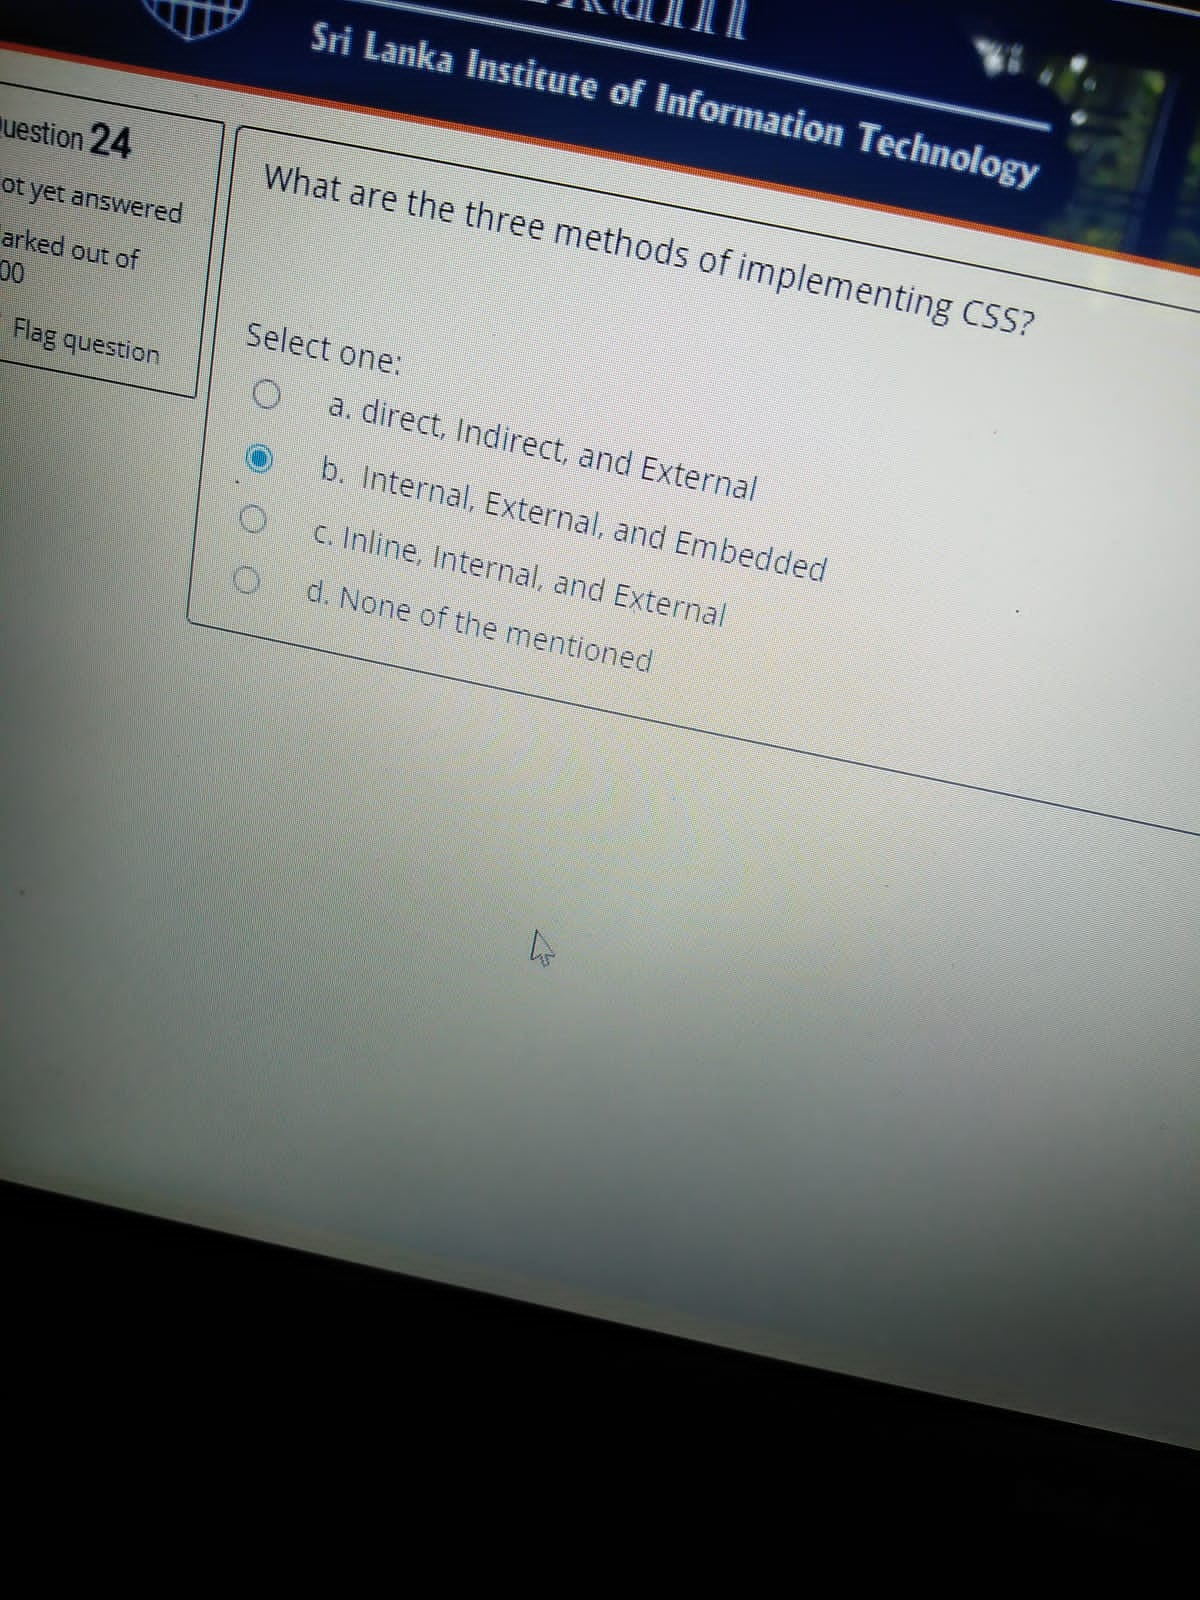 Sri Lanka Institute of Information Technology
uestion 24
ot yet answered
arked out of
00
Flag question
What are the three methods of implementing CSS?
Select one:
a. direct, Indirect, and External
b. Internal, External, and Embedded
c. Inline, Internal, and External
d. None of the mentioned